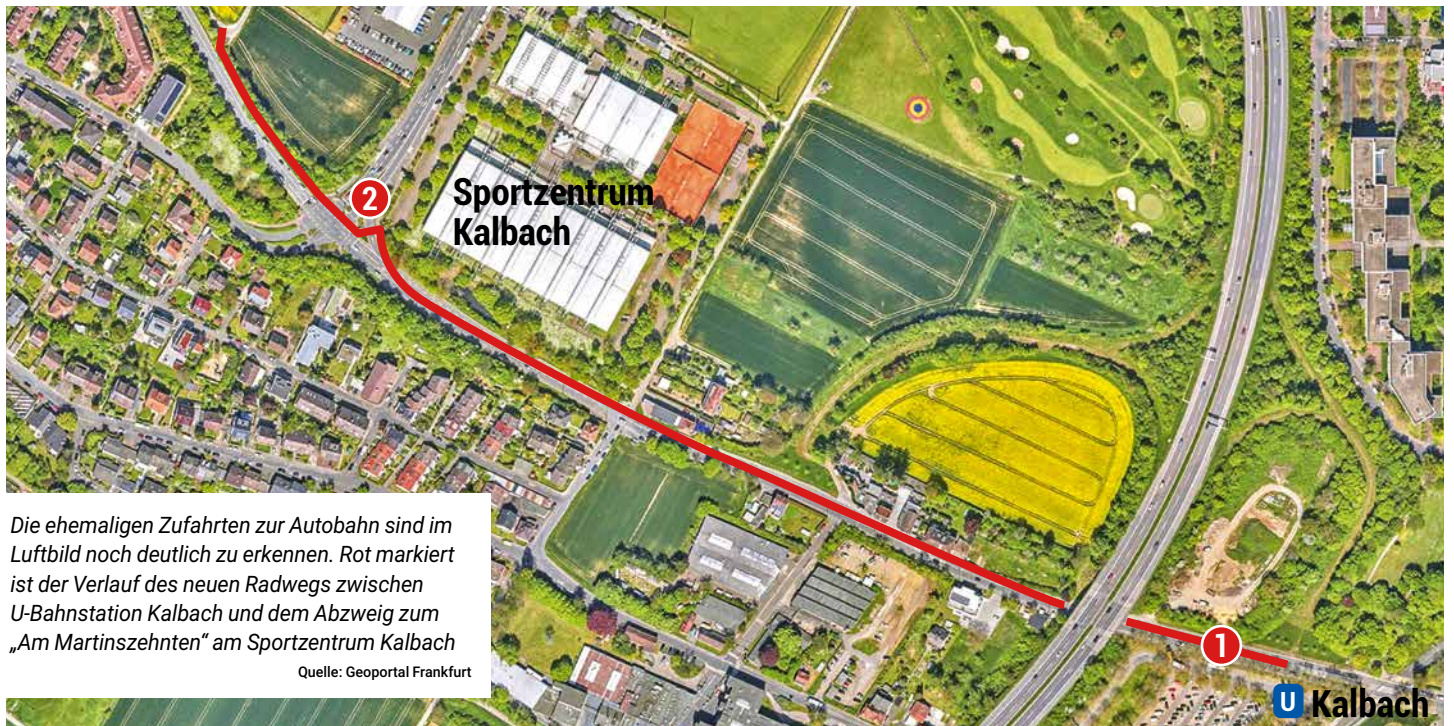 2
Sportzentrum
Kalbach
Die ehemaligen Zufahrten zur Autobahn sind im
Luftbild noch deutlich zu erkennen. Rot markiert
ist der Verlauf des neuen Radwegs zwischen
U-Bahnstation Kalbach und dem Abzweig zum
„Am Martinszehnten“ am Sportzentrum Kalbach
Quelle: Geoportal Frankfurt
1
U Kalbach